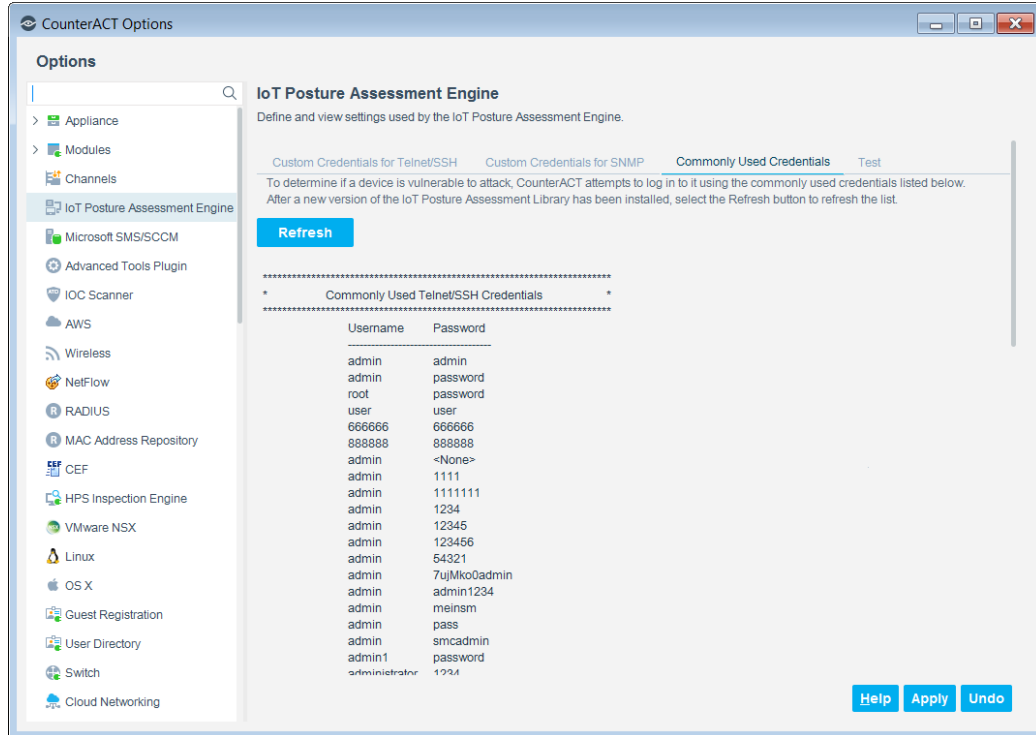 CounterACT Options
Options
Appliance
Modules
Channels
IoT Posture Assessment Engine
Microsoft SMS/SCCM
Advanced Tools Plugin
IOC Scanner
AWS
Wireless
NetFlow
RADIUS
MAC Address Repository
CEF
HPS Inspection Engine
VMware NSX
Linux
OS X
Guest Registration
User Directory
Switch
Cloud Networking
IoT Posture Assessment Engine
Define and view settings used by the IoT Posture Assessment Engine.
Custom Credentials for Telnet/SSH Custom Credentials for SNMP Commonly Used Credentials Test
To determine if a device is vulnerable to attack, CounterACT attempts to log in to it using the commonly used credentials listed below.
After a new version of the IoT Posture Assessment Library has been installed, select the Refresh button to refresh the list.
Refresh
* Commonly Used Telnet/SSH Credentials *
Username Password
admin admin
admin password
root password
user user
666666 666666
888888 888888
admin <None>
admin 1111
admin 1111111
admin 1234
admin 12345
admin 123456
admin 54321
admin 7ujMko0admin
admin admin1234
admin meinsm
admin pass
admin smcadmin
admin1 password
administrator 1234
Help Apply Undo